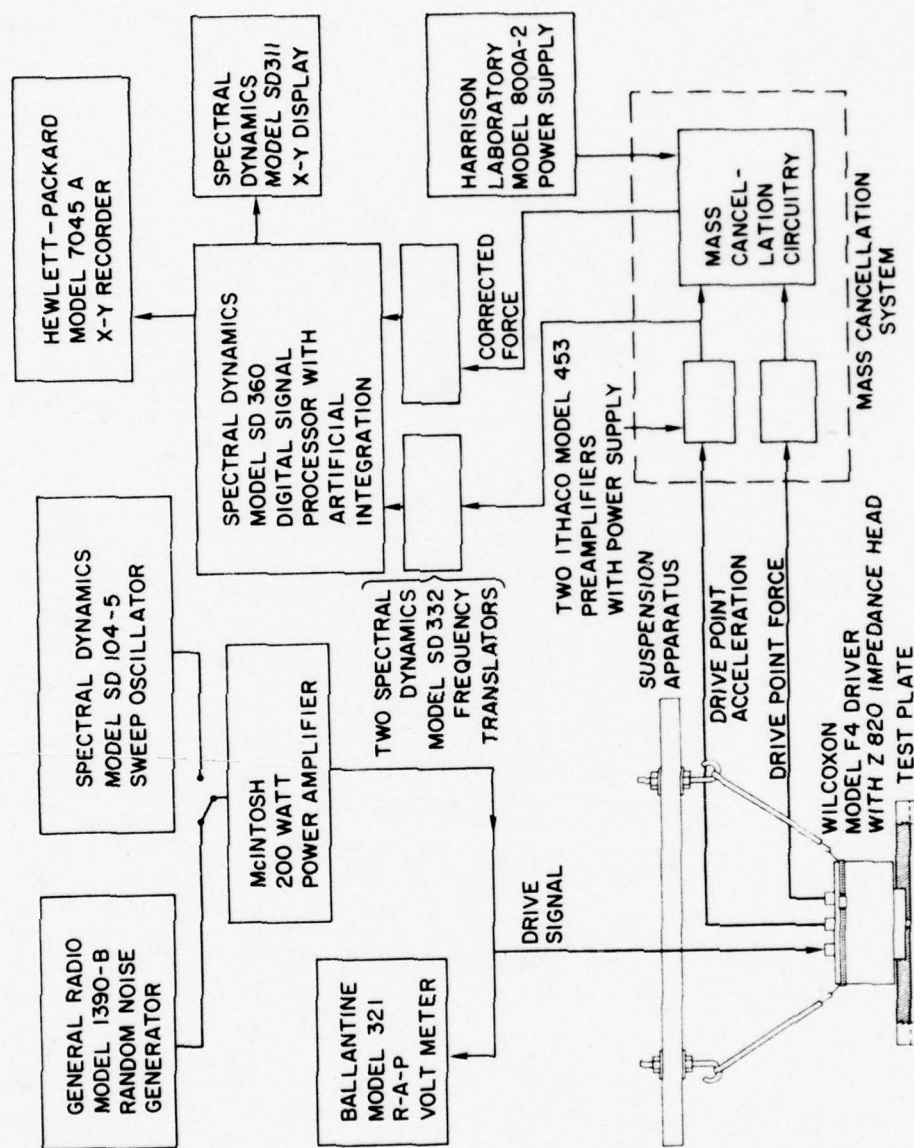 GENERAL RADIO
MODEL 1390-B
RANDOM NOISE
GENERATOR
SPECTRAL DYNAMICS
MODEL SD 104-5
SWEEP OSCILLATOR
HEWLETT-PACKARD
MODEL 7045 A
X-Y RECORDER
McINTOSH
200 WATT
POWER AMPLIFIER
SPECTRAL DYNAMICS
MODEL SD 360
DIGITAL SIGNAL
PROCESSOR WITH
ARTIFICIAL
INTEGRATION
SPECTRAL
DYNAMICS
MODEL SD311
X-Y DISPLAY
BALLANTINE
MODEL 321
R-A-P
VOLT METER
TWO SPECTRAL
DYNAMICS
MODEL SD 332
FREQUENCY
TRANSLATORS
CORRECTED
FORCE
HARRISON
LABORATORY
MODEL 800A-2
POWER SUPPLY
DRIVE
SIGNAL
TWO ITHACO MODEL 453
PREAMPLIFIERS
WITH POWER SUPPLY
SUSPENSION
APPARATUS
DRIVE POINT
ACCELERATION
DRIVE POINT FORCE
MASS
CANCEL-
LATION
CIRCUITRY
MASS CANCELLATION
SYSTEM
WILCOXON
MODEL F4 DRIVER
WITH Z 820 IMPEDANCE HEAD
TEST PLATE